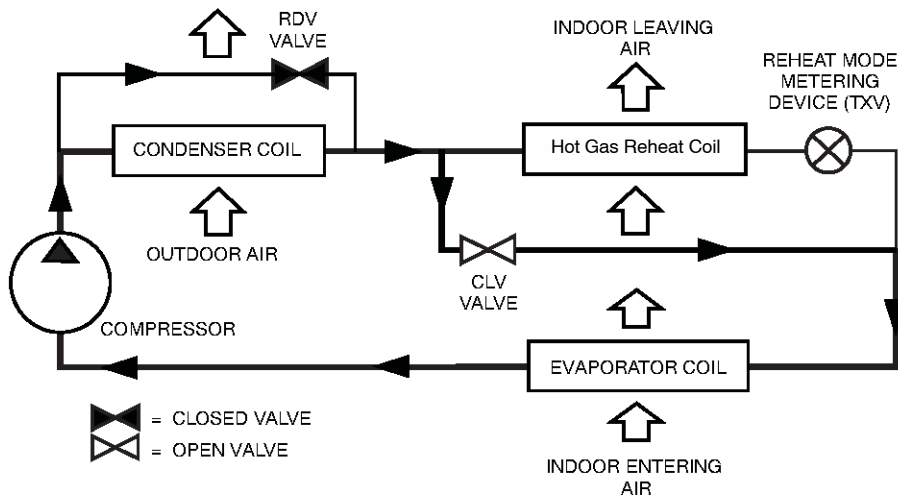 RDV
VALVE
INDOOR LEAVING
AIR
REHEAT MODE
METERING
DEVICE (TXV)
CONDENSER COIL
Hot Gas Reheat Coil
OUTDOOR AIR
CLV
VALVE
COMPRESSOR
EVAPORATOR COIL
= CLOSED VALVE
= OPEN VALVE
INDOOR ENTERING
AIR